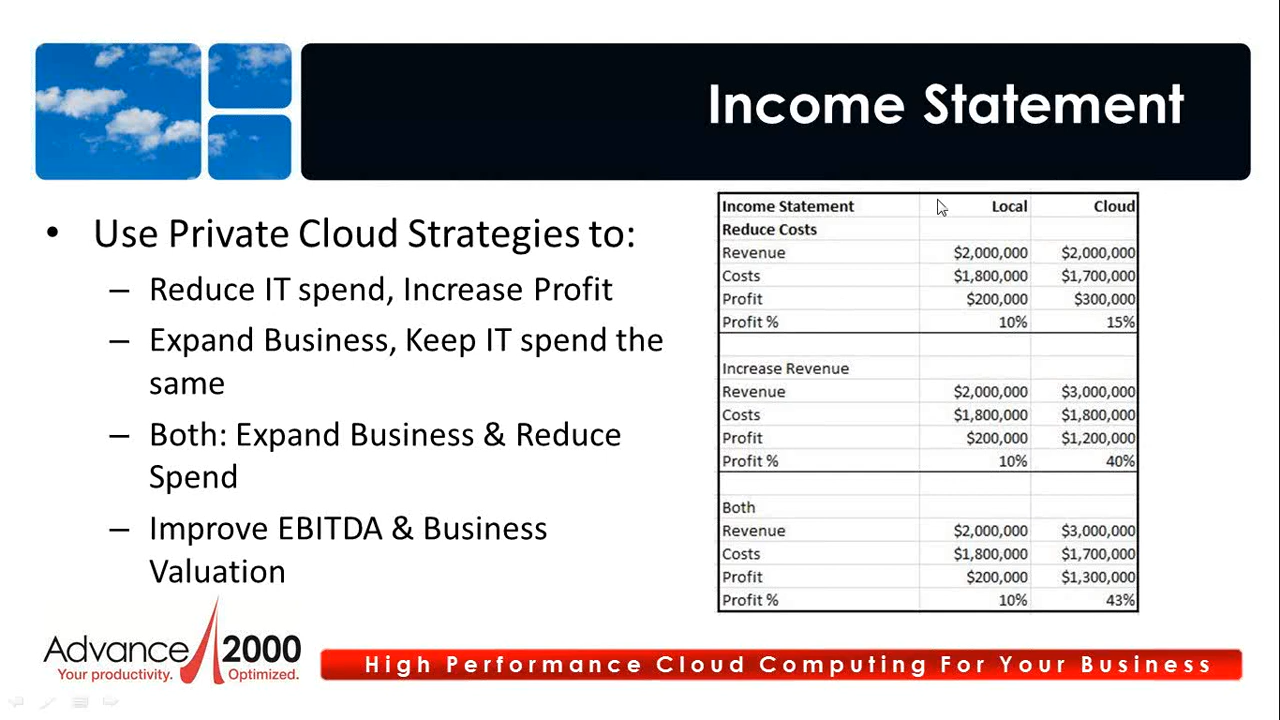 Income Statement
• Use Private Cloud Strategies to:
– Reduce IT spend, Increase Profit
– Expand Business, Keep IT spend the
same
– Both: Expand Business & Reduce
Spend
– Improve EBITDA & Business
Valuation
Income Statement Local Cloud
Reduce Costs
Revenue $2,000,000 $2,000,000
Costs $1,800,000 $1,700,000
Profit $200,000 $300,000
Profit % 10% 15%
Increase Revenue
Revenue $2,000,000 $3,000,000
Costs $1,800,000 $1,800,000
Profit $200,000 $1,200,000
Profit % 10% 40%
Both
Revenue $2,000,000 $3,000,000
Costs $1,800,000 $1,700,000
Profit $200,000 $1,300,000
Profit % 10% 43%
Advance 2000
Your productivity. Optimized.
High Performance Cloud Computing For Your Business